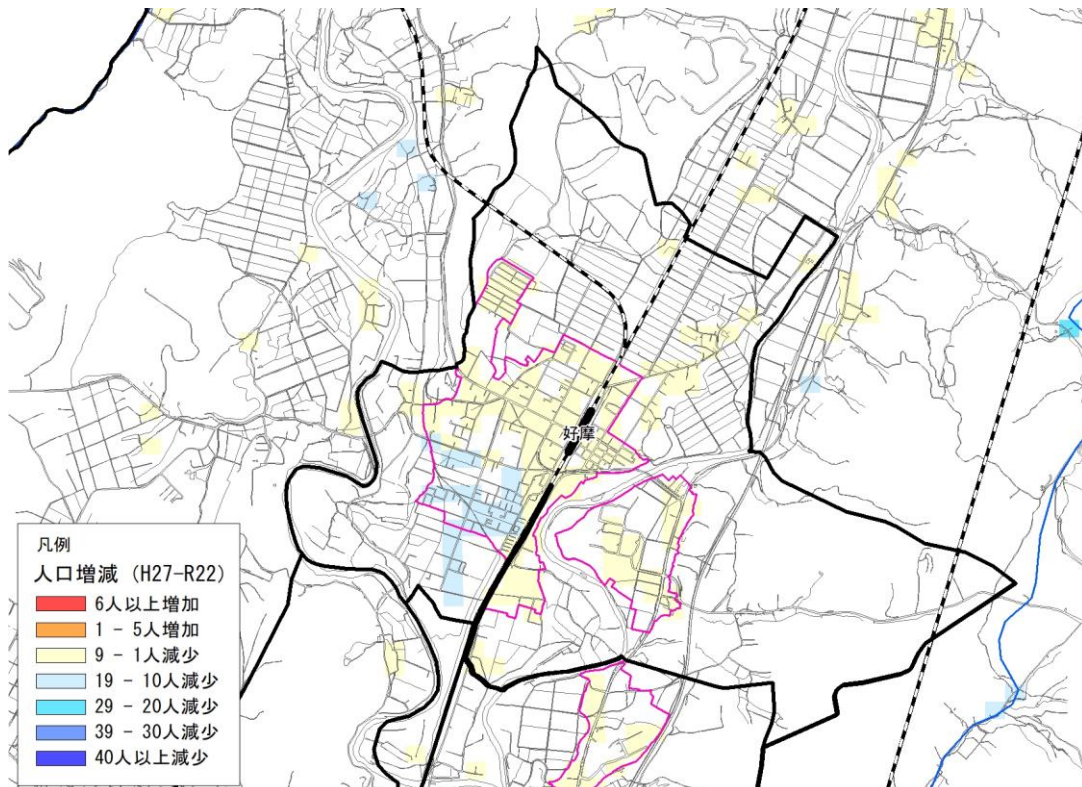 好摩
凡例
人口増減 (H27-R22)
6人以上増加
1 - 5人増加
9 - 1人減少
19 - 10人減少
29 - 20人減少
39 - 30人減少
40人以上減少